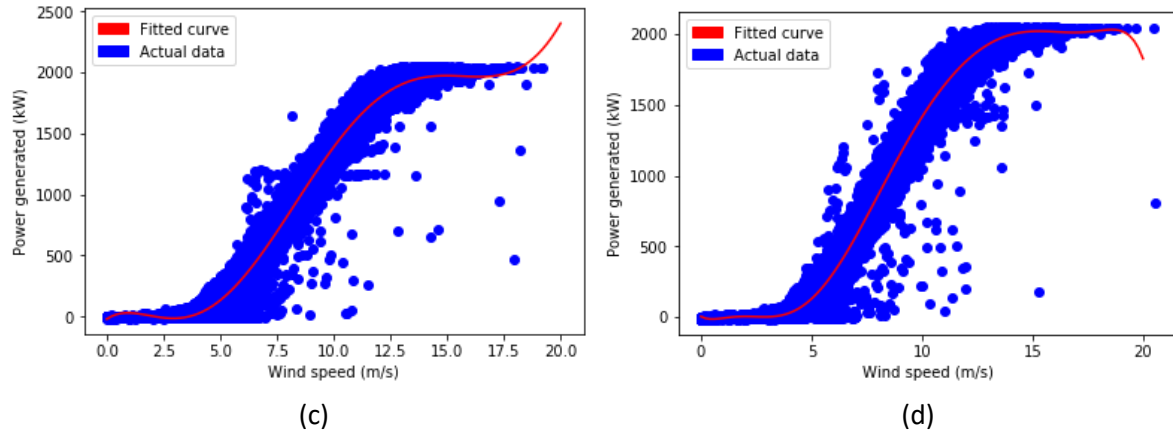 2500
2000
1500
1000
500
0
Power generated (kW)
Fitted curve
Actual data
0.0 2.5 5.0 7.5 10.0 12.5 15.0 17.5 20.0
Wind speed (m/s)
(c)
2000
1500
1000
500
0
Power generated (kW)
Fitted curve
Actual data
0 5 10 15 20
Wind speed (m/s)
(d)